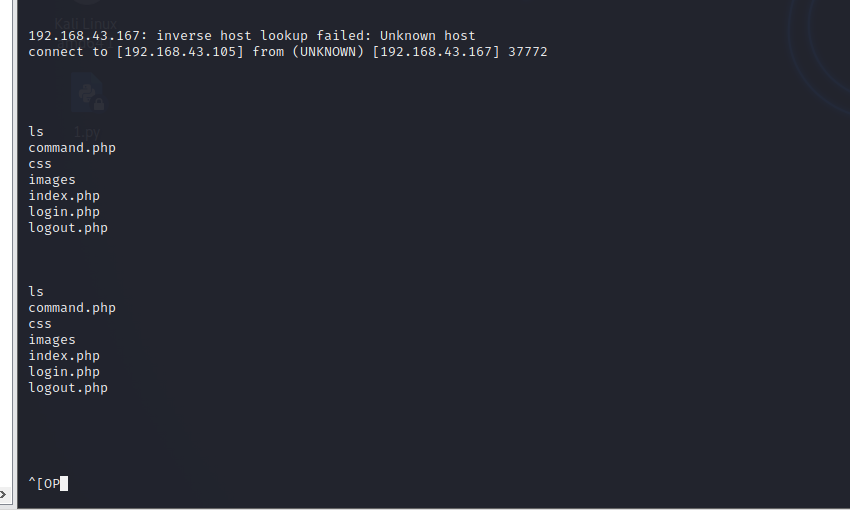 Kali Linux
192.168.43.167: inverse host lookup failed: Unknown host
connect to [192.168.43.105] from (UNKNOWN) [192.168.43.167] 37772
1.py
ls
command.php
css
images
index.php
login.php
logout.php
ls
command.php
css
images
index.php
login.php
logout.php
^[OP
>